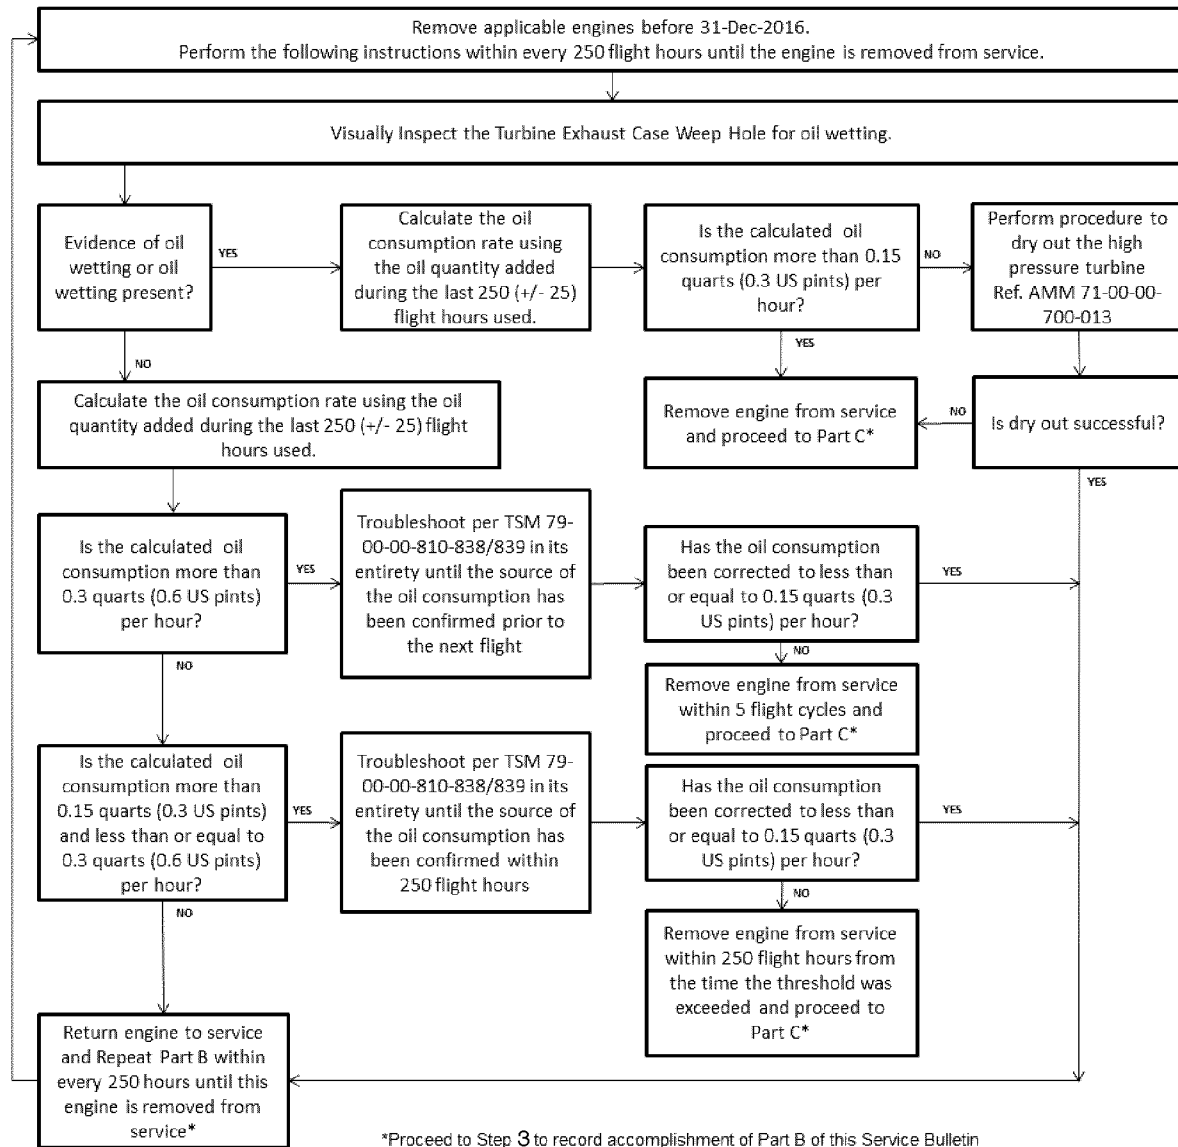 Remove applicable engines before 31-Dec-2016.
Perform the following instructions within every 250 flight hours until the engine is removed from service.
Visually Inspect the Turbine Exhaust Case Weep Hole for oil wetting.
Evidence of oil
wetting or oil
wetting present?
YES
Calculate the oil
consumption rate using
the oil quantity added
during the last 250 (+/- 25)
flight hours used.
Is the calculated oil
consumption more than 0.15
quarts (0.3 US pints) per
hour?
NO
Perform procedure to
dry out the high
pressure turbine
Ref. AMM 71-00-00-
700-013
NO
YES
Calculate the oil consumption rate using the oil
quantity added during the last 250 (+/- 25) flight
hours used.
Remove engine from service
and proceed to Part C*
NO
Is dry out successful?
YES
Is the calculated oil
consumption more than
0.3 quarts (0.6 US pints)
per hour?
YES
Troubleshoot per TSM 79-
00-00-810-838/839 in its
entirety until the source of
the oil consumption has
been confirmed prior to
the next flight
Has the oil consumption
been corrected to less than
or equal to 0.15 quarts (0.3
US pints) per hour?
YES
NO
NO
Remove engine from service
within 5 flight cycles and
proceed to Part C*
Is the calculated oil
consumption more than
0.15 quarts (0.3 US pints)
and less than or equal to
0.3 quarts (0.6 US pints)
per hour?
YES
Troubleshoot per TSM 79-
00-00-810-838/839 in its
entirety until the source of
the oil consumption has
been confirmed within
250 flight hours
Has the oil consumption
been corrected to less than
or equal to 0.15 quarts (0.3
US pints) per hour?
YES
NO
NO
Remove engine from service
within 250 flight hours from
the time the threshold was
exceeded and proceed to
Part C*
Return engine to service
and Repeat Part B within
every 250 hours until this
engine is removed from
service*
*Proceed to Step 3 to record accomplishment of Part B of this Service Bulletin